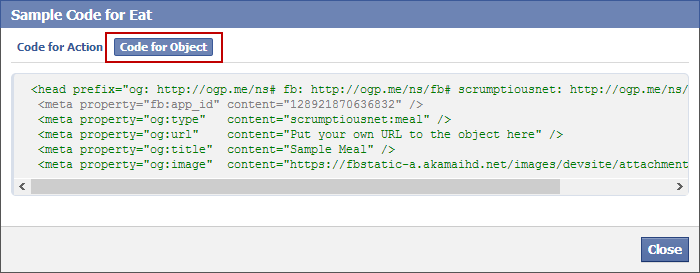 Sample Code for Eat
Code for Action Code for Object
<head prefix="og: http://ogp.me/ns# fb: http://ogp.me/ns/fb# scrumptiousnet: http://ogp.me/ns/
<meta property="fb:app_id" content="128921870636832" />
<meta property="og:type"   content="scrumptiousnet:meal" />
<meta property="og:url"    content="Put your own URL to the object here" />
<meta property="og:title"  content="Sample Meal" />
<meta property="og:image"  content="https://fbstatic-a.akamaihd.net/images/devsite/attachment
Close